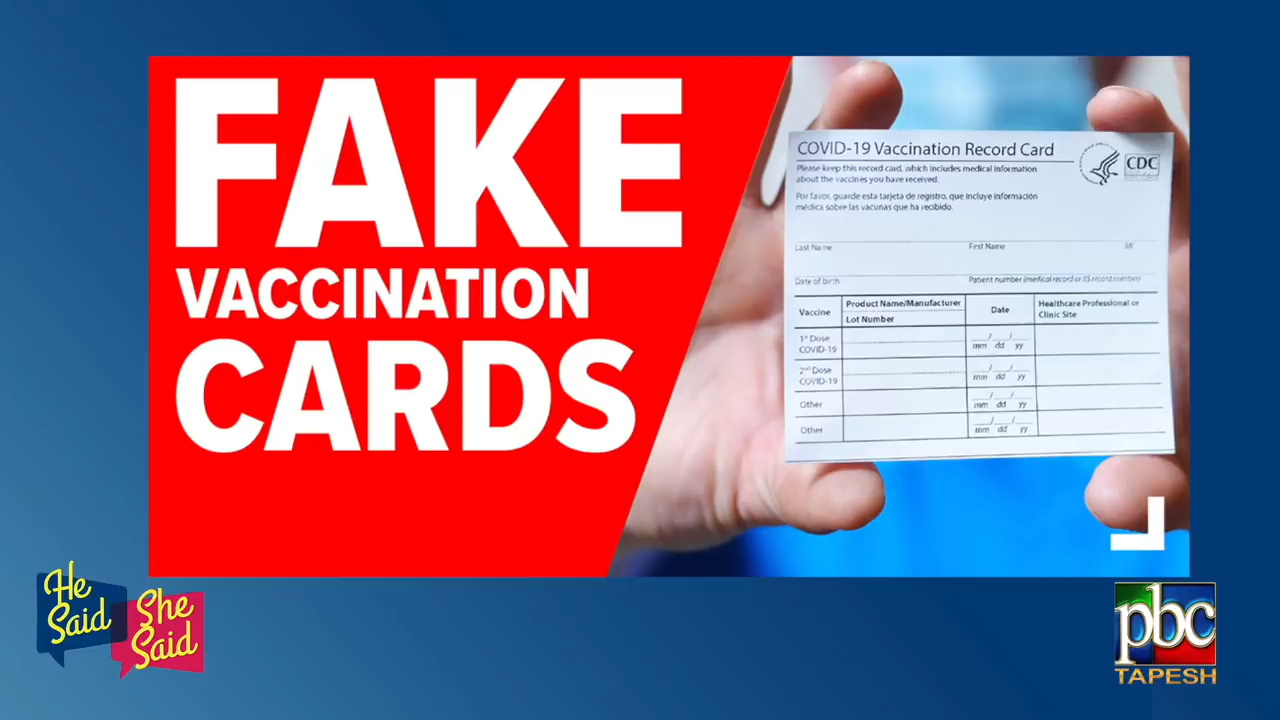 FAKE
VACCINATION
CARDS
COVID-19 Vaccination Record Card
CDC
Please keep this record card, which includes medical information
about the vaccines you have received.
Por favor, guarde esta tarjeta de registro, que incluye información
médica sobre las vacunas que ha recibido.
Last Name First Name MI
Date of birth Patient number (medical record or IIS record number)
Vaccine Product Name/Manufacturer Date Healthcare Professional or
Lot Number Clinic Site
1st Dose
COVID-19
mm dd yy
2nd Dose
COVID-19
mm dd yy
Other
mm dd yy
Other
mm dd yy
He
Said
She
Said
pbc
TAPESH